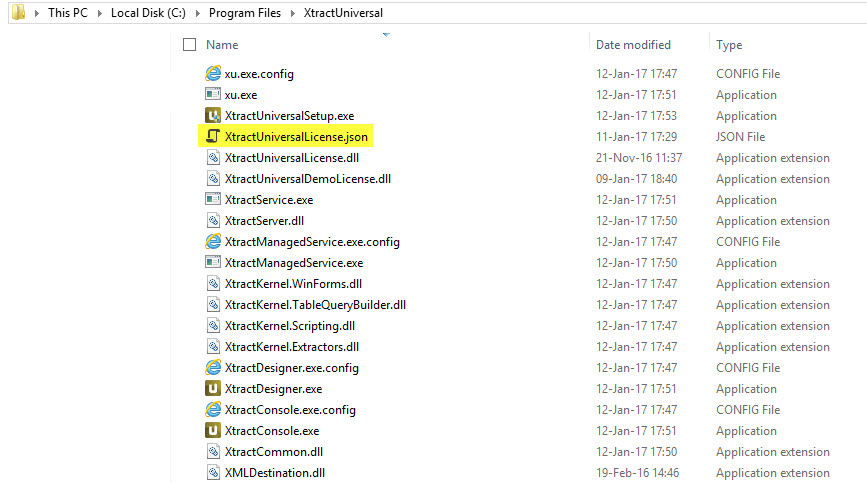 This PC Local Disk (C:) Program Files XtractUniversal
Name Date modified Type
xu.exe.config 12-Jan-17 17:47 CONFIG File
xu.exe 12-Jan-17 17:51 Application
XtractUniversalSetup.exe 12-Jan-17 17:53 Application
XtractUniversalLicense.json 11-Jan-17 17:29 JSON File
XtractUniversalLicense.dll 21-Nov-16 11:37 Application extension
XtractUniversalDemoLicense.dll 09-Jan-17 18:40 Application extension
XtractService.exe 12-Jan-17 17:51 Application
XtractServer.dll 12-Jan-17 17:50 Application extension
XtractManagedService.exe.config 12-Jan-17 17:47 CONFIG File
XtractManagedService.exe 12-Jan-17 17:50 Application
XtractKernel.WinForms.dll 12-Jan-17 17:47 Application extension
XtractKernel.TableQueryBuilder.dll 12-Jan-17 17:47 Application extension
XtractKernel.Scripting.dll 12-Jan-17 17:47 Application extension
XtractKernel.Extractors.dll 12-Jan-17 17:47 Application extension
XtractDesigner.exe.config 12-Jan-17 17:47 CONFIG File
XtractDesigner.exe 12-Jan-17 17:51 Application
XtractConsole.exe.config 12-Jan-17 17:47 CONFIG File
XtractConsole.exe 12-Jan-17 17:51 Application
XtractCommon.dll 12-Jan-17 17:50 Application extension
XMLDestination.dll 19-Feb-16 14:46 Application extension